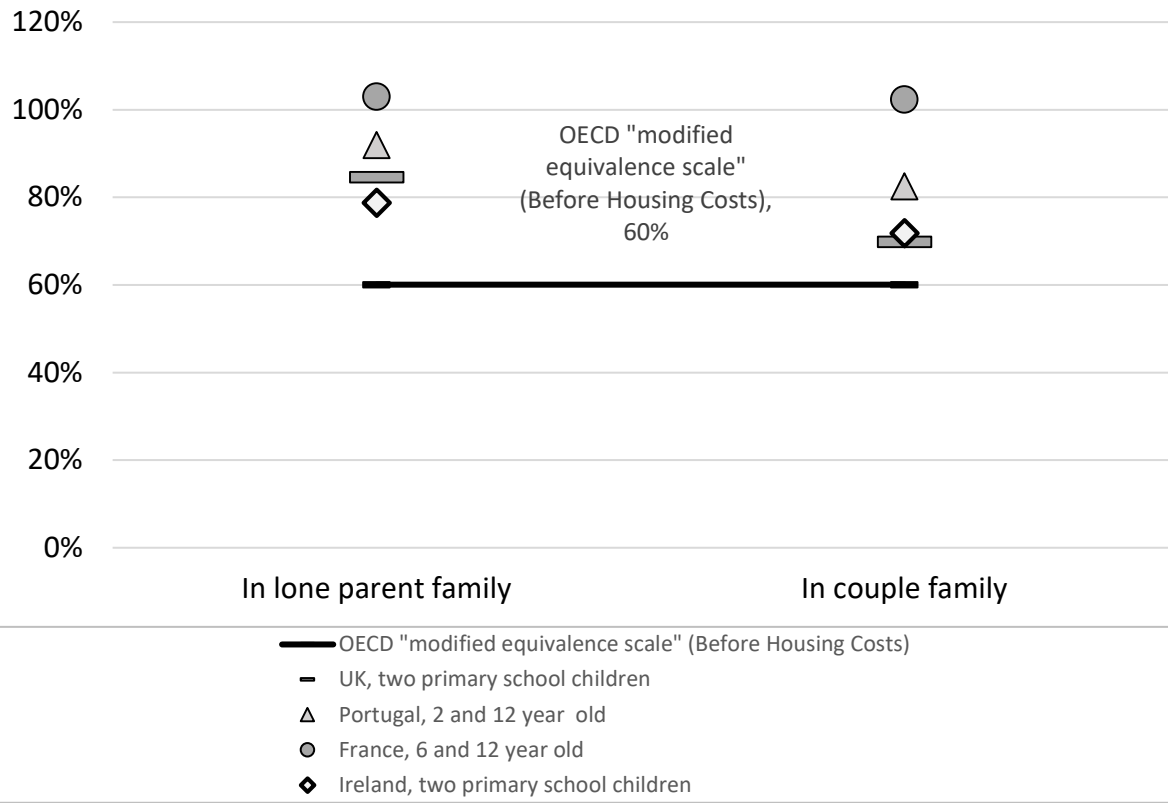 120%
100%
80%
60%
40%
20%
0%
OECD "modified
equivalence scale"
(Before Housing Costs),
60%
In lone parent family
In couple family
OECD "modified equivalence scale" (Before Housing Costs)
UK, two primary school children
Portugal, 2 and 12 year  old
France, 6 and 12 year old
Ireland, two primary school children